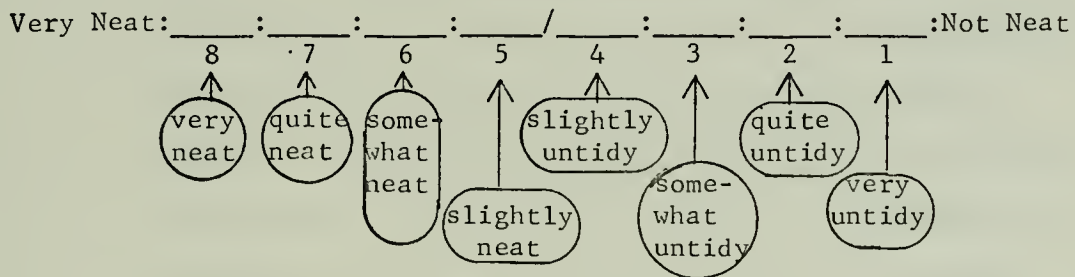 Very Neat:____:____:____:____/____:____:____:____:Not Neat
8 7 6 5 4 3 2 1
very neat
quite neat
some-
what
neat
slightly
neat
slightly
untidy
some-
what
untidy
quite
untidy
very
untidy